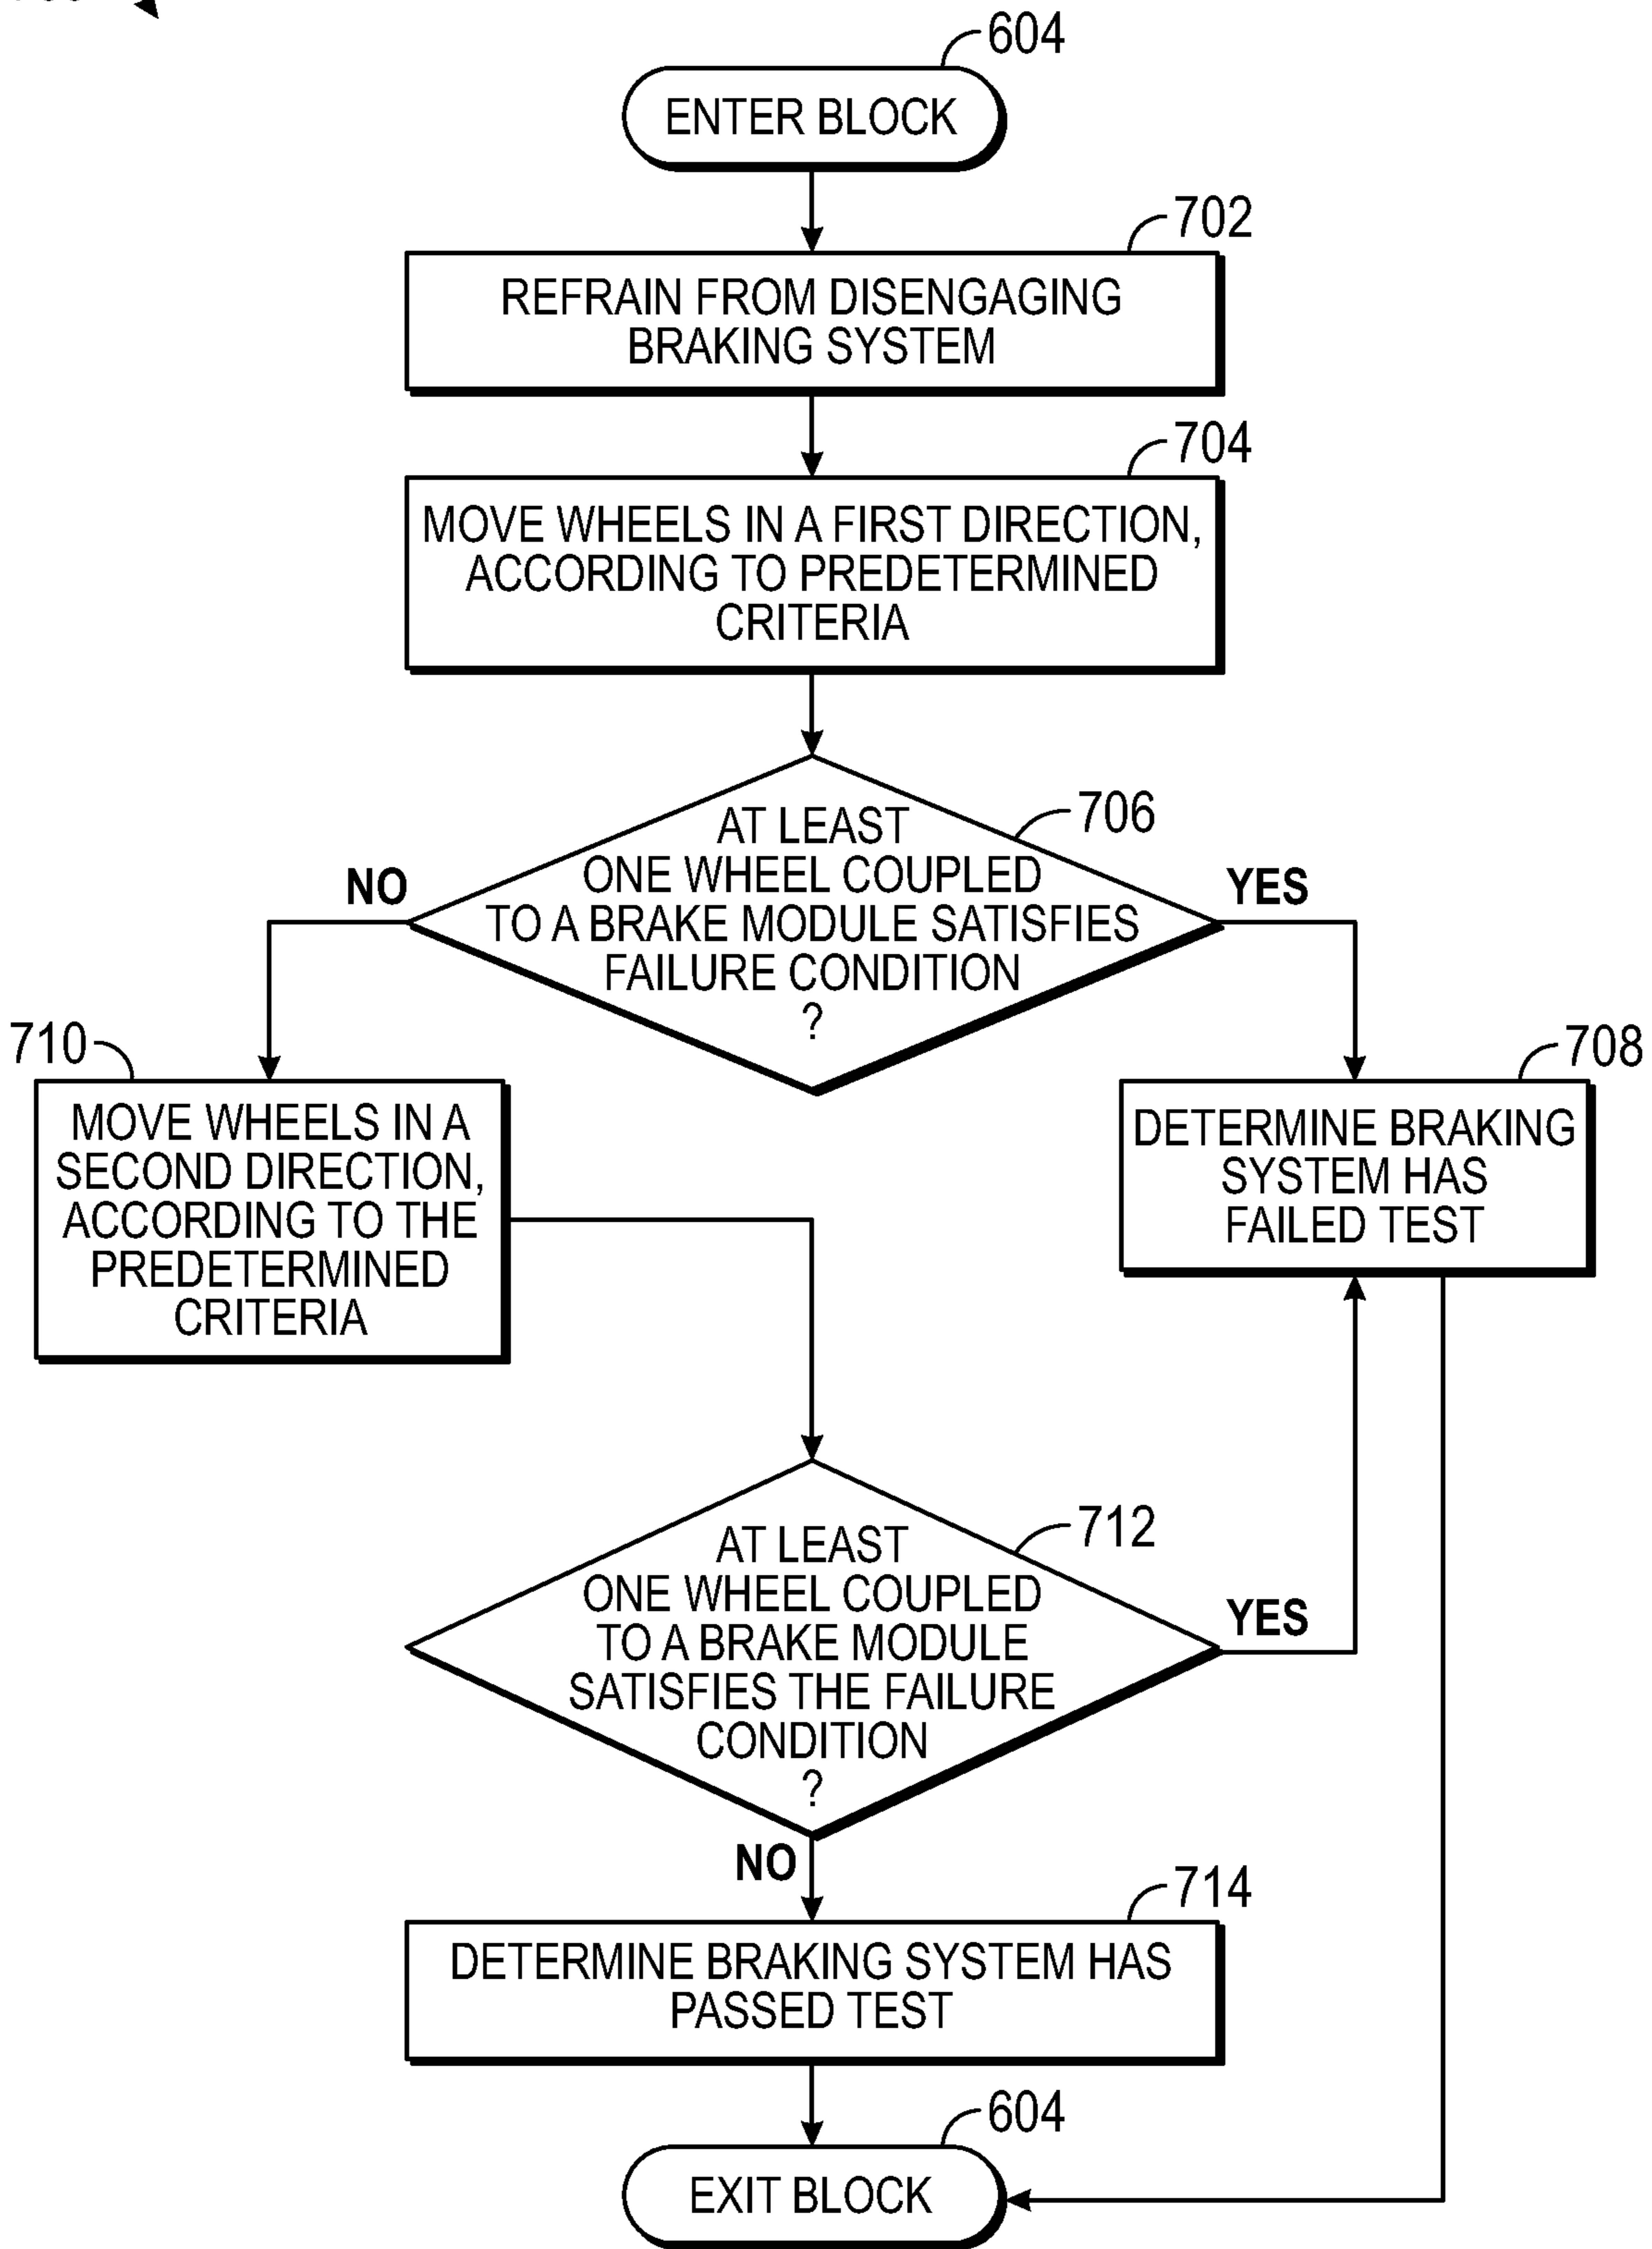 604
ENTER BLOCK
702
REFRAIN FROM DISENGAGING
BRAKING SYSTEM
704
MOVE WHEELS IN A FIRST DIRECTION,
ACCORDING TO PREDETERMINED
CRITERIA
706
AT LEAST
ONE WHEEL COUPLED
TO A BRAKE MODULE SATISFIES
FAILURE CONDITION
?
NO
YES
710
MOVE WHEELS IN A
SECOND DIRECTION,
ACCORDING TO THE
PREDETERMINED
CRITERIA
708
DETERMINE BRAKING
SYSTEM HAS
FAILED TEST
712
AT LEAST
ONE WHEEL COUPLED
TO A BRAKE MODULE
SATISFIES THE FAILURE
CONDITION
?
YES
NO
714
DETERMINE BRAKING SYSTEM HAS
PASSED TEST
604
EXIT BLOCK